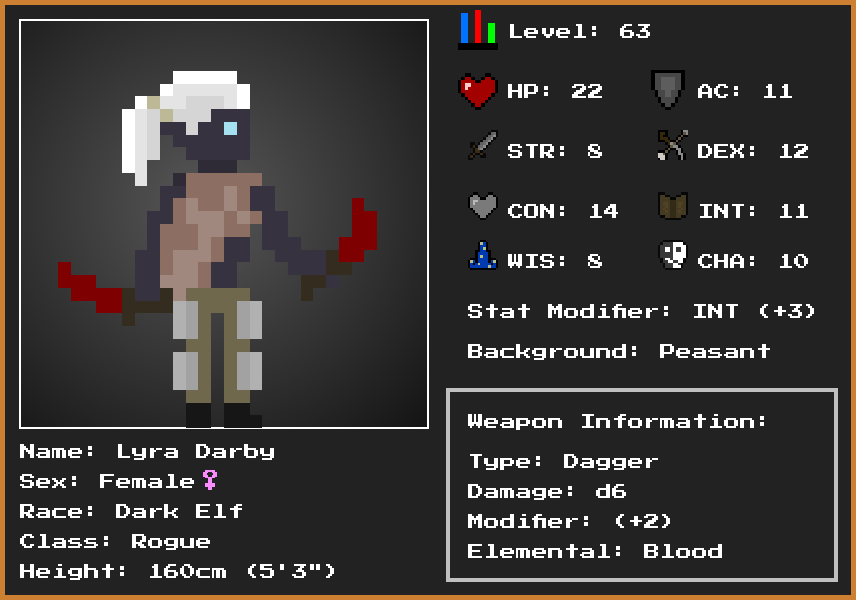 Level: 63
HP: 22 AC: 11
STR: 8 DEX: 12
CON: 14 INT: 11
WIS: 8 CHA: 10
Stat Modifier: INT (+3)
Background: Peasant
Weapon Information:
Type: Dagger
Damage: d6
Modifier: (+2)
Elemental: Blood
Name: Lyra Darby
Sex: Female♀
Race: Dark Elf
Class: Rogue
Height: 160cm (5'3")